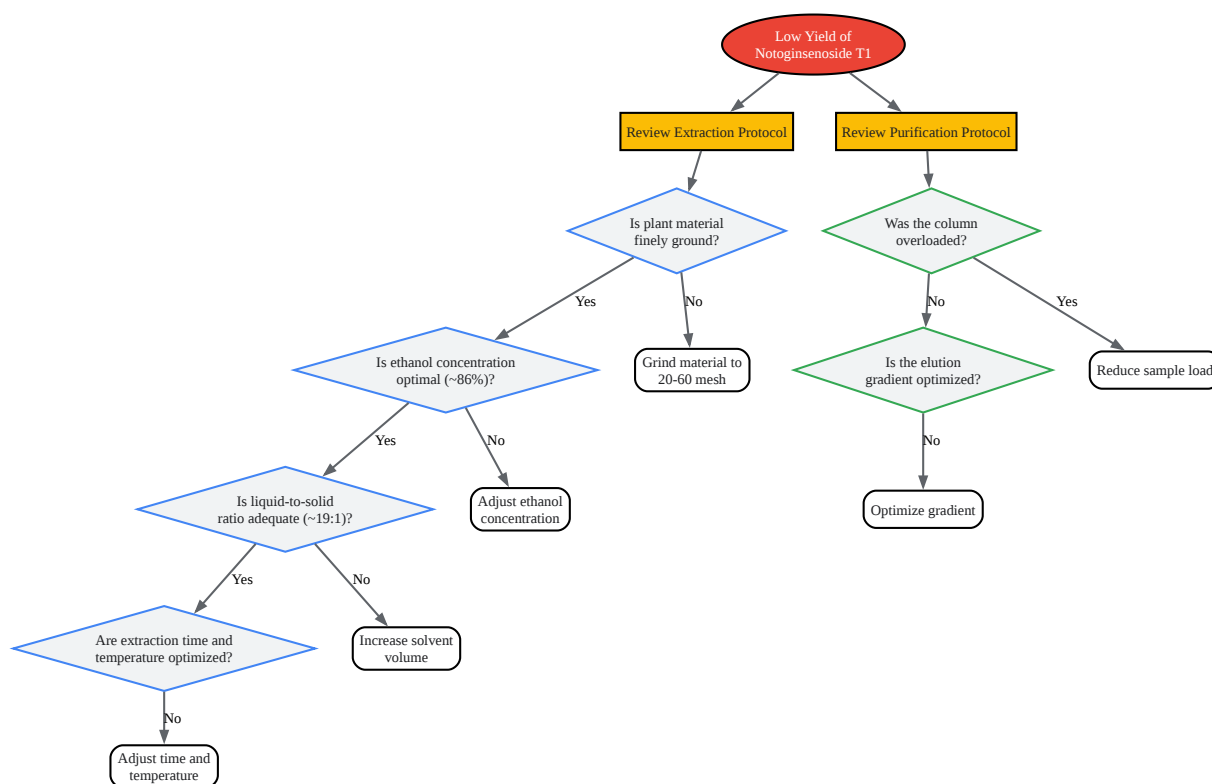 Low Yield of
Notoginsenoside T1
Review Extraction Protocol
Review Purification Protocol
Is plant material
finely ground?
Was the column
overloaded?
Yes
No
No
Yes
Is ethanol concentration
optimal (~86%)?
Grind material to
20-60 mesh
Is the elution
gradient optimized?
Reduce sample load
Yes
No
No
Is liquid-to-solid
ratio adequate (~19:1)?
Adjust ethanol
concentration
Optimize gradient
Yes
No
Are extraction time and
temperature optimized?
Increase solvent
volume
No
Adjust time and
temperature